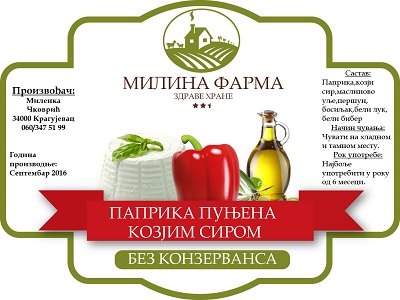 Произвођач:
Миленка
Чковрић
34000 Крагујевац
060/347 51 99
Година
производње:
Септембар 2016
МИЛИНА ФАРМА
ЗДРАВЕ ХРАНЕ
Састав:
Паприка,козји
сир,маслиново
уље,першун,
босиљак,бели лук,
бели бибер
Начин чувања:
Чувати на хладном
и тамном месту.
Рок употребе:
Најбоље
употребити у року
од 6 месеци.
ПАПРИКА ПУЊЕНА
КОЗЈИМ СИРОМ
БЕЗ КОНЗЕРВАНСА